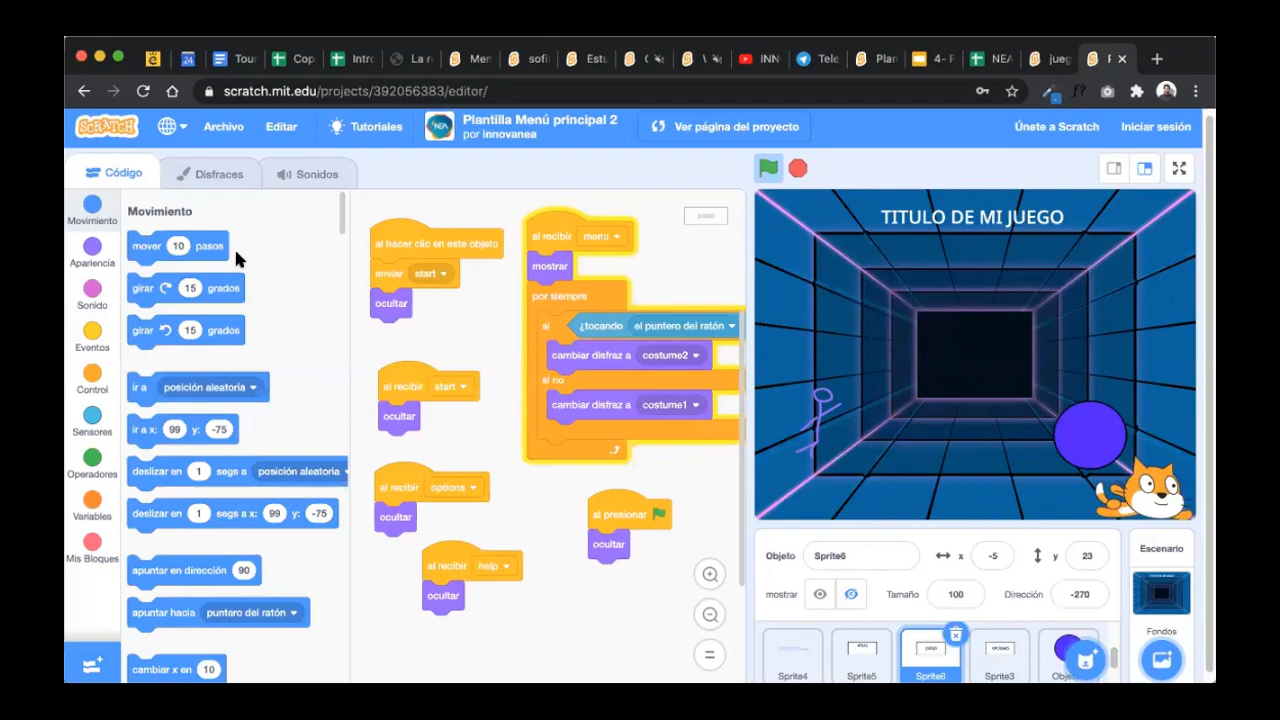 24
Tour
Cop
Intro
La r
Men
sofi
Estu
INN
Tele
Plan
4- F
NEA
jueg
scratch.mit.edu/projects/392056383/editor/
SCRATCH
Archivo
Editar
Tutoriales
Plantilla Menú principal 2
por innovanea
Ver página del proyecto
Únete a Scratch
Iniciar sesión
Código
Disfraces
Sonidos
Movimiento
Apariencia
Sonido
Eventos
Control
Sensores
Operadores
Variables
Mis Bloques
Movimiento
mover 10 pasos
girar 15 grados
girar 15 grados
ir a posición aleatoria
ir a x: 99 y: -75
deslizar en 1 segs a posición aleatoria
deslizar en 1 segs a x: 99 y: -75
apuntar en dirección 90
apuntar hacia puntero del ratón
cambiar x en 10
al hacer clic en este objeto
enviar start
ocultar
al recibir start
ocultar
al recibir options
ocultar
al recibir help
ocultar
al recibir menu
mostrar
por siempre
si ¿tocando el puntero del ratón
cambiar disfraz a costume2
si no
cambiar disfraz a costume1
al presionar
ocultar
JUEGO
TITULO DE MI JUEGO
Objeto Sprite6 x -5 y 23
mostrar Tamaño 100 Dirección -270
Sprite4
Sprite5
JUEGO
Sprite6
OPCIONES
Sprite3
Escenario
Fondos